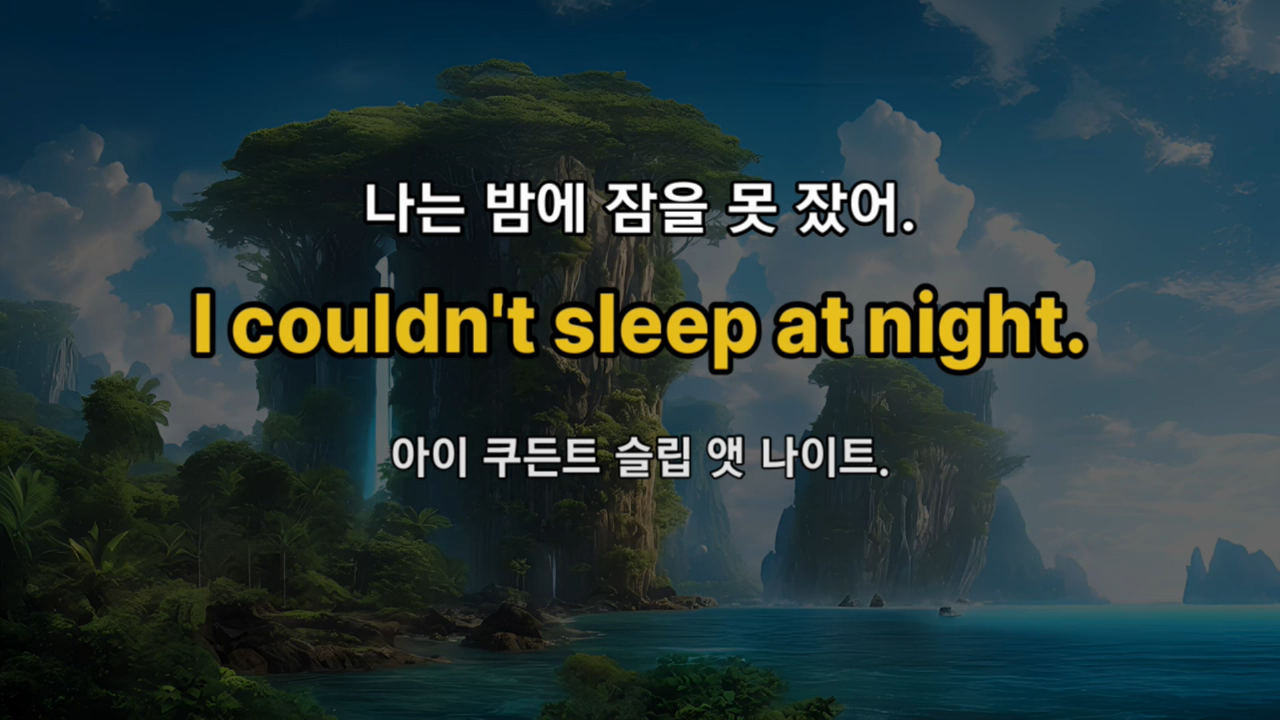 나는 밤에 잠을 못 잤어.
I couldn't sleep at night.
아이 쿠든트 슬립 앳 나이트.